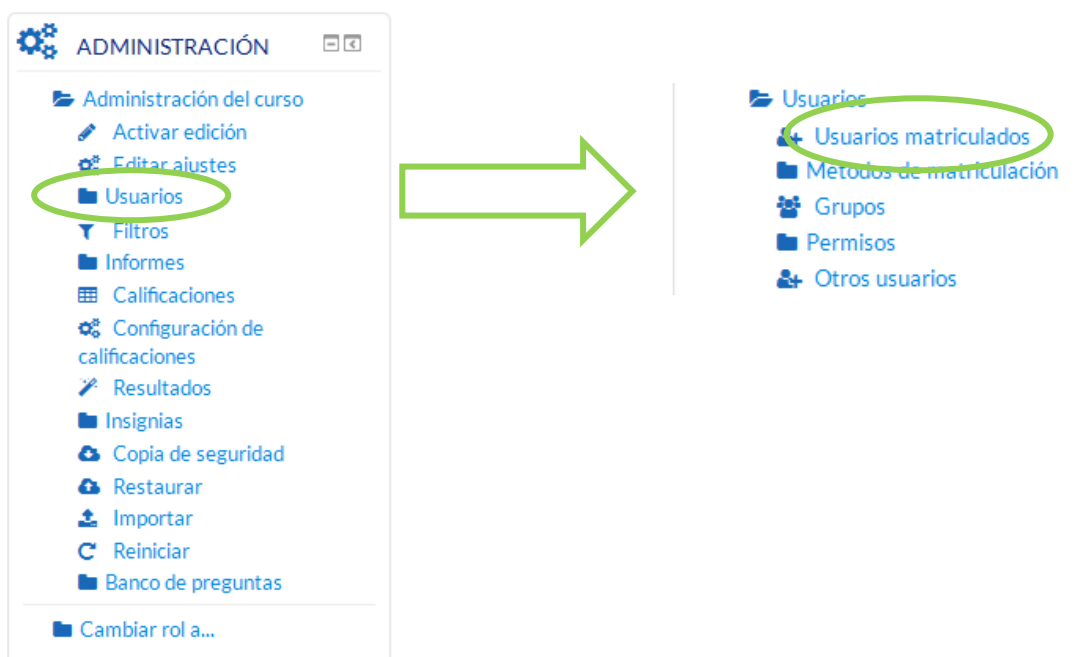 ADMINISTRACIÓN
Administración del curso
Activar edición
Editar ajustes
Usuarios
Filtros
Informes
Calificaciones
Configuración de
calificaciones
Resultados
Insignias
Copia de seguridad
Restaurar
Importar
Reiniciar
Banco de preguntas
Cambiar rol a...
Usuarios
Usuarios matriculados
Métodos de matriculación
Grupos
Permisos
Otros usuarios